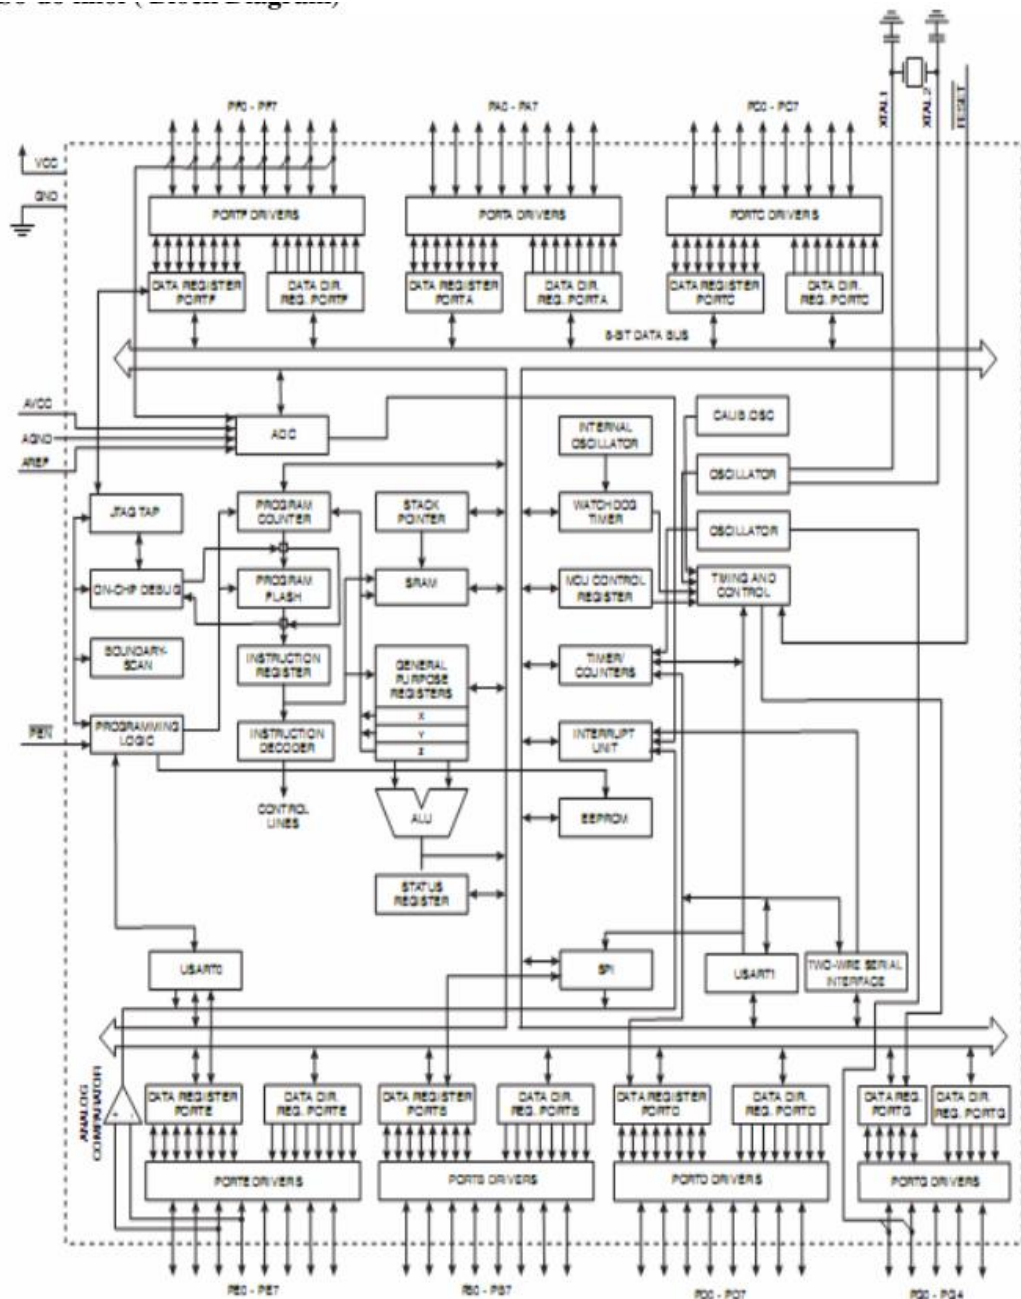 (Block Diagram)
XTAL1
XTAL2
RESET
PF0 - PF7
PA0 - PA7
PC0 - PC7
VCC
GND
PORTF DRIVERS
PORTA DRIVERS
PORTC DRIVERS
DATA REGISTER
PORTF
DATA DIR.
REG. PORTF
DATA REGISTER
PORTA
DATA DIR.
REG. PORTA
DATA REGISTER
PORTC
DATA DIR.
REG. PORTC
8-BIT DATA BUS
AVCC
AGND
AREF
ADC
INTERNAL
OSCILLATOR
CALIB. OSC
OSCILLATOR
JTAG TAP
PROGRAM
COUNTER
STACK
POINTER
WATCHDOG
TIMER
OSCILLATOR
ON-CHIP DEBUG
PROGRAM
FLASH
SRAM
MCU CONTROL
REGISTER
TIMING AND
CONTROL
BOUNDARY-
SCAN
INSTRUCTION
REGISTER
GENERAL
PURPOSE
REGISTERS
X
Y
Z
TIMER/
COUNTERS
PEN
PROGRAMMING
LOGIC
INSTRUCTION
DECODER
INTERRUPT
UNIT
CONTROL
LINES
ALU
EEPROM
STATUS
REGISTER
USART0
SPI
USART1
TWO-WIRE SERIAL
INTERFACE
ANALOG
COMPARATOR
+
-
DATA REGISTER
PORTE
DATA DIR.
REG. PORTE
DATA REGISTER
PORTB
DATA DIR.
REG. PORTB
DATA REGISTER
PORTD
DATA DIR.
REG. PORTD
DATA REG.
PORTG
DATA DIR.
REG. PORTG
PORTE DRIVERS
PORTB DRIVERS
PORTD DRIVERS
PORTG DRIVERS
PE0 - PE7
PB0 - PB7
PD0 - PD7
PG0 - PG4